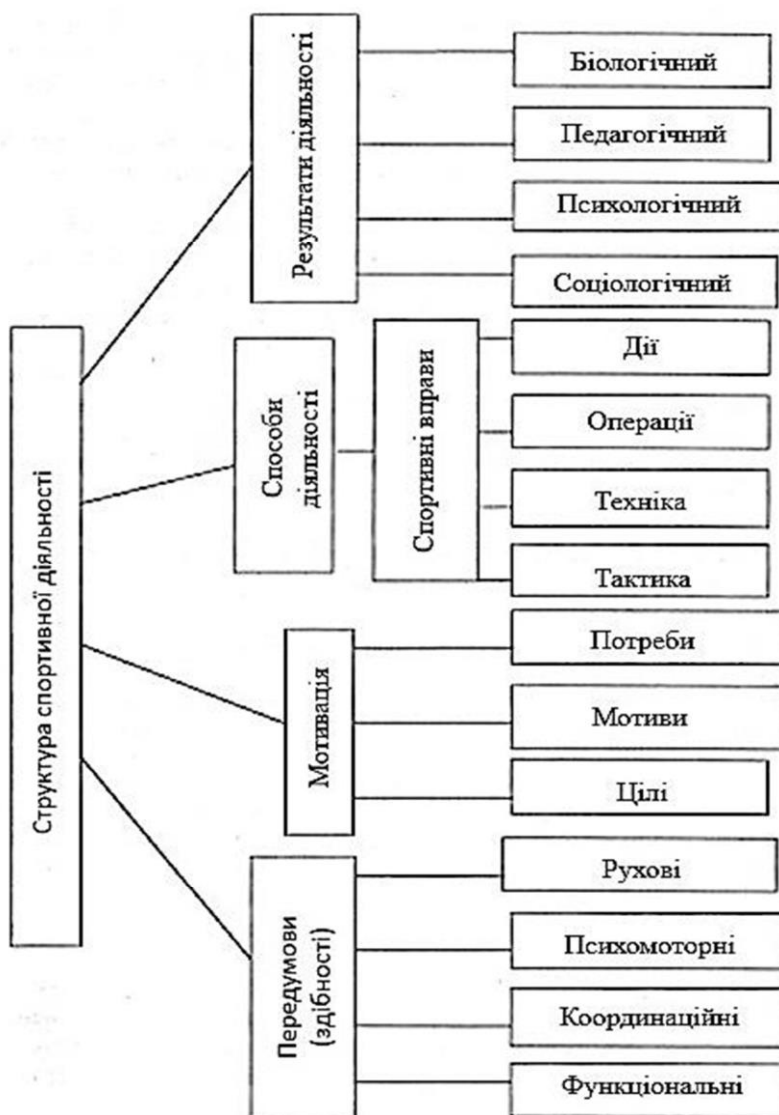 Структура спортивної діяльності
Результати діяльності
Біологічний
Педагогічний
Психологічний
Соціологічний
Способи
діяльності
Спортивні вправи
Дії
Операції
Техніка
Тактика
Мотивація
Потреби
Мотиви
Цілі
Передумови
(здібності)
Рухові
Психомоторні
Координаційні
Функціональні